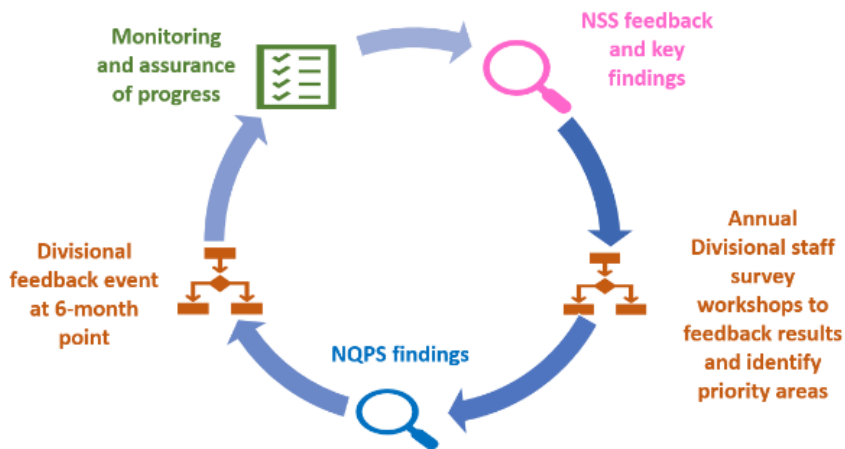 NSS feedback
and key
findings
Annual
Divisional staff
survey
workshops to
feedback results
and identify
priority areas
NQPS findings
Divisional
feedback event
at 6-month
point
Monitoring
and assurance
of progress